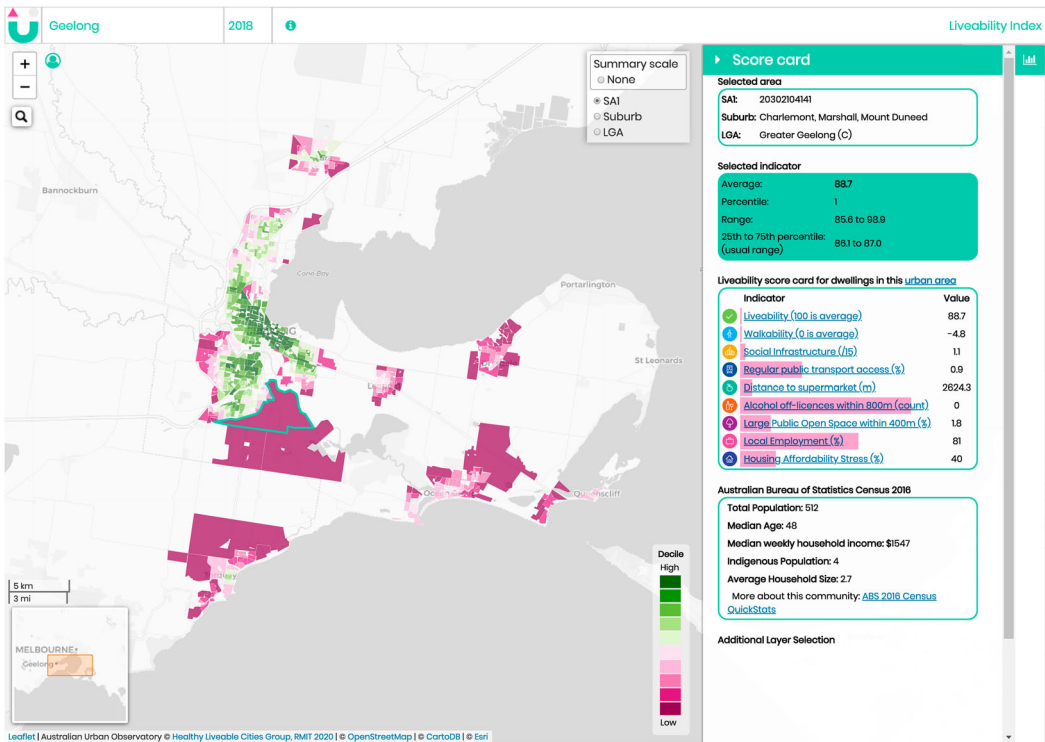 Geelong
2018
Liveability Index
+
−
Summary scale
None
SA1
Suburb
LGA
Bannockburn
Corio Bay
Portarlington
St Leonards
Queenscliff
5 km
3 mi
MELBOURNE
Geelong
Decile
High
Low
Leaflet | Australian Urban Observatory © Healthy Liveable Cities Group, RMIT 2020 | © OpenStreetMap | © CartoDB | © Esri
Score card
Selected area
SA1: 20302104141
Suburb: Charlemont, Marshall, Mount Duneed
LGA: Greater Geelong (C)
Selected indicator
Average: 88.7
Percentile: 1
Range: 85.6 to 98.9
25th to 75th percentile: 86.1 to 87.0
(usual range)
Liveability score card for dwellings in this urban area
Indicator Value
Liveability (100 is average) 88.7
Walkability (0 is average) -4.8
Social Infrastructure (/15) 1.1
Regular public transport access (%) 0.9
Distance to supermarket (m) 2624.3
Alcohol off-licences within 800m (count) 0
Large Public Open Space within 400m (%) 1.8
Local Employment (%) 81
Housing Affordability Stress (%) 40
Australian Bureau of Statistics Census 2016
Total Population: 512
Median Age: 48
Median weekly household income: $1547
Indigenous Population: 4
Average Household Size: 2.7
More about this community: ABS 2016 Census
QuickStats
Additional Layer Selection